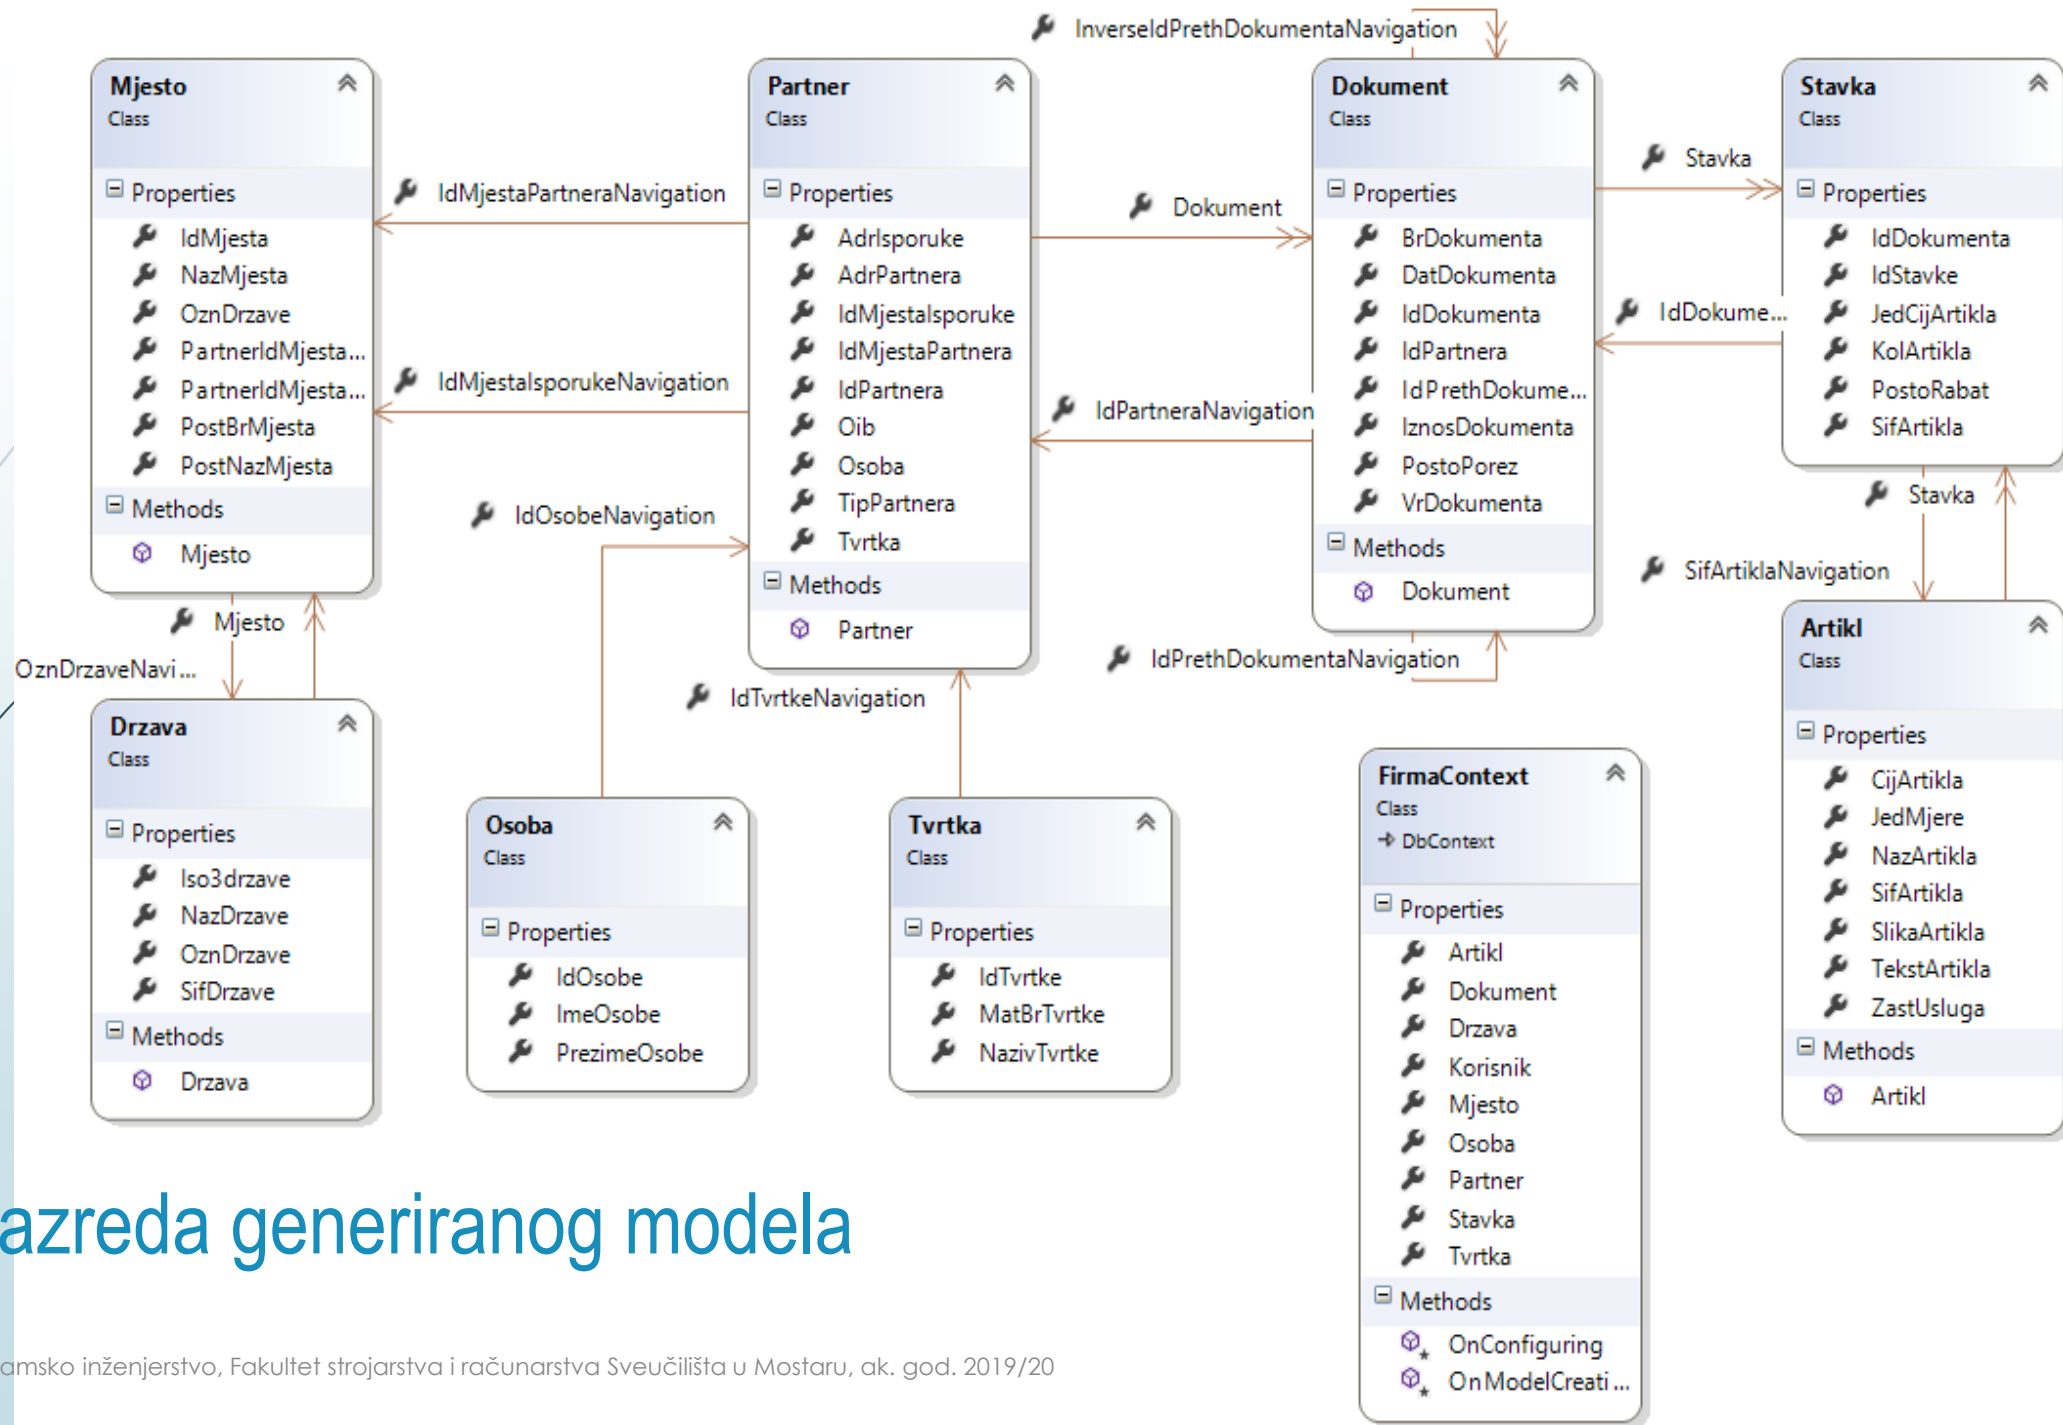 InverseIdPrethDokumentaNavigation
Mjesto
Class
Properties
IdMjesta
NazMjesta
OznDrzave
PartnerIdMjesta...
PartnerIdMjesta...
PostBrMjesta
PostNazMjesta
Methods
Mjesto
IdMjestaPartneraNavigation
IdMjestaIsporukeNavigation
Partner
Class
Properties
AdrIsporuke
AdrPartnera
IdMjestaIsporuke
IdMjestaPartnera
IdPartnera
Oib
Osoba
TipPartnera
Tvrtka
Methods
Partner
Dokument
IdPartneraNavigation
Dokument
Class
Properties
BrDokumenta
DatDokumenta
IdDokumenta
IdPartnera
IdPrethDokume...
IznosDokumenta
PostoPorez
VrDokumenta
Methods
Dokument
Stavka
IdDokume...
Stavka
Class
Properties
IdDokumenta
IdStavke
JedCijArtikla
KolArtikla
PostoRabat
SifArtikla
Stavka
SifArtiklaNavigation
IdOsobeNavigation
IdTvrtkeNavigation
IdPrethDokumentaNavigation
Mjesto
OznDrzaveNavi...
Drzava
Class
Properties
Iso3drzave
NazDrzave
OznDrzave
SifDrzave
Methods
Drzava
Osoba
Class
Properties
IdOsobe
ImeOsobe
PrezimeOsobe
Tvrtka
Class
Properties
IdTvrtke
MatBrTvrtke
NazivTvrtke
FirmaContext
Class
DbContext
Properties
Artikl
Dokument
Drzava
Korisnik
Mjesto
Osoba
Partner
Stavka
Tvrtka
Methods
OnConfiguring
OnModelCreati...
Artikl
Class
Properties
CijArtikla
JedMjere
NazArtikla
SifArtikla
SlikaArtikla
TekstArtikla
ZastUsluga
Methods
Artikl
azreda generiranog modela
amsko inženjerstvo, Fakultet strojarstva i računarstva Sveučilišta u Mostaru, ak. god. 2019/20